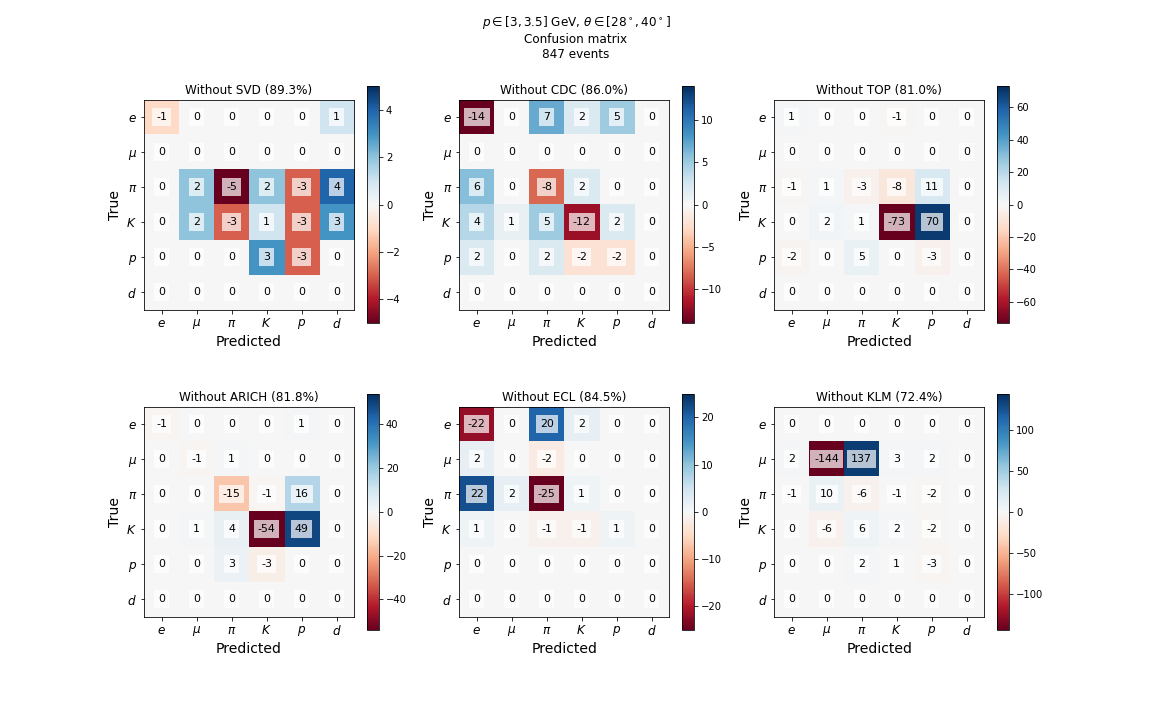 p ∈ [3, 3.5] GeV, θ ∈ [28°, 40°]
Confusion matrix
847 events
Without SVD (89.3%)
True
e -1 0 0 0 0 1
μ 0 0 0 0 0 0
π 0 2 -5 2 -3 4
K 0 2 -3 1 -3 3
p 0 0 0 3 -3 0
d 0 0 0 0 0 0
e μ π K p d
Predicted
4
2
0
−2
−4
Without CDC (86.0%)
True
e -14 0 7 2 5 0
μ 0 0 0 0 0 0
π 6 0 -8 2 0 0
K 4 1 5 -12 2 0
p 2 0 2 -2 -2 0
d 0 0 0 0 0 0
e μ π K p d
Predicted
10
5
0
−5
−10
Without TOP (81.0%)
True
e 1 0 0 -1 0 0
μ 0 0 0 0 0 0
π -1 1 -3 -8 11 0
K 0 2 1 -73 70 0
p -2 0 5 0 -3 0
d 0 0 0 0 0 0
e μ π K p d
Predicted
60
40
20
0
−20
−40
−60
Without ARICH (81.8%)
True
e -1 0 0 0 1 0
μ 0 -1 1 0 0 0
π 0 0 -15 -1 16 0
K 0 1 4 -54 49 0
p 0 0 3 -3 0 0
d 0 0 0 0 0 0
e μ π K p d
Predicted
40
20
0
−20
−40
Without ECL (84.5%)
True
e -22 0 20 2 0 0
μ 2 0 -2 0 0 0
π 22 2 -25 1 0 0
K 1 0 -1 -1 1 0
p 0 0 0 0 0 0
d 0 0 0 0 0 0
e μ π K p d
Predicted
20
10
0
−10
−20
Without KLM (72.4%)
True
e 0 0 0 0 0 0
μ 2 -144 137 3 2 0
π -1 10 -6 -1 -2 0
K 0 -6 6 2 -2 0
p 0 0 2 1 -3 0
d 0 0 0 0 0 0
e μ π K p d
Predicted
100
50
0
−50
−100